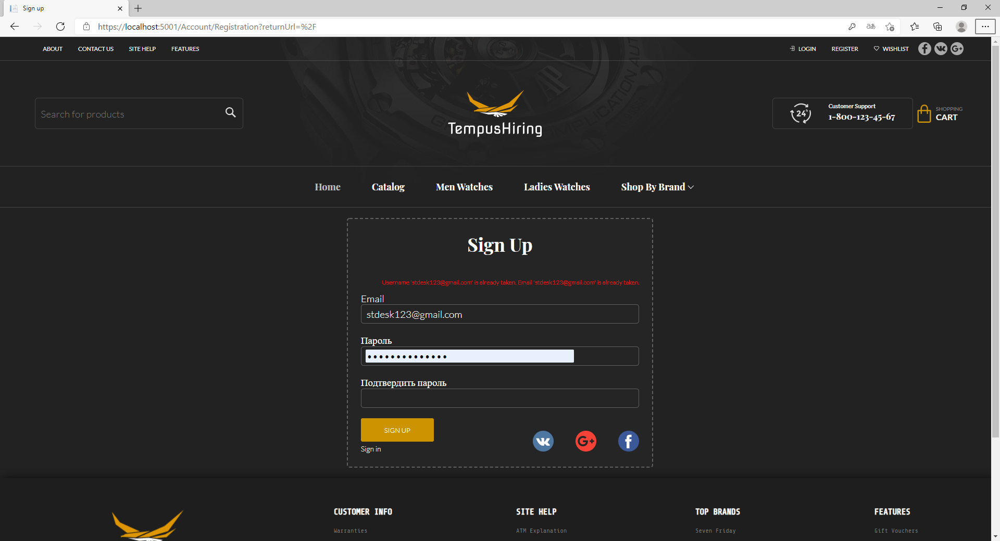 Sign up
https://localhost:5001/Account/Registration?returnUrl=%2F
ABOUT CONTACT US SITE HELP FEATURES LOGIN REGISTER WISHLIST
Search for products
TempusHiring
24h
Customer Support
1-800-123-45-67
SHOPPING
CART
Home Catalog Men Watches Ladies Watches Shop By Brand
Sign Up
Username 'stdesk123@gmail.com' is already taken. Email 'stdesk123@gmail.com' is already taken.
Email
stdesk123@gmail.com
Пароль
••••••••••••••
Подтвердить пароль
SIGN UP
Sign in
CUSTOMER INFO SITE HELP TOP BRANDS FEATURES
Warranties ATM Explanation Seven Friday Gift Vouchers